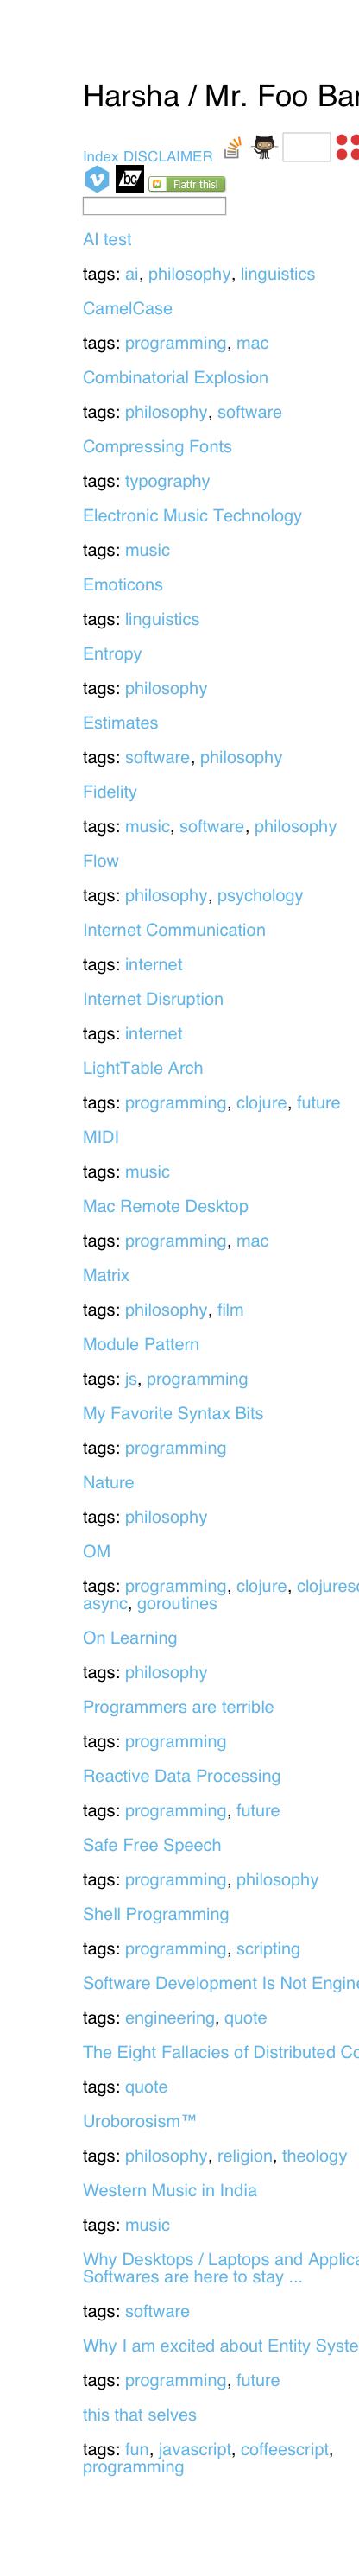 Harsha / Mr. Foo Bar
Index DISCLAIMER
bc Flattr this!
AI test
tags: ai, philosophy, linguistics
CamelCase
tags: programming, mac
Combinatorial Explosion
tags: philosophy, software
Compressing Fonts
tags: typography
Electronic Music Technology
tags: music
Emoticons
tags: linguistics
Entropy
tags: philosophy
Estimates
tags: software, philosophy
Fidelity
tags: music, software, philosophy
Flow
tags: philosophy, psychology
Internet Communication
tags: internet
Internet Disruption
tags: internet
LightTable Arch
tags: programming, clojure, future
MIDI
tags: music
Mac Remote Desktop
tags: programming, mac
Matrix
tags: philosophy, film
Module Pattern
tags: js, programming
My Favorite Syntax Bits
tags: programming
Nature
tags: philosophy
OM
tags: programming, clojure,
async, goroutines
On Learning
tags: philosophy
Programmers are terrible
tags: programming
Reactive Data Processing
tags: programming, future
Safe Free Speech
tags: programming, philosophy
Shell Programming
tags: programming, scripting
Software Development Is Not
tags: engineering, quote
The Eight Fallacies of Distributed
tags: quote
Uroborosism™
tags: philosophy, religion, theology
Western Music in India
tags: music
Why Desktops / Laptops and
Softwares are here to stay ...
tags: software
Why I am excited about Entity
tags: programming, future
this that selves
tags: fun, javascript, coffeescript,
programming